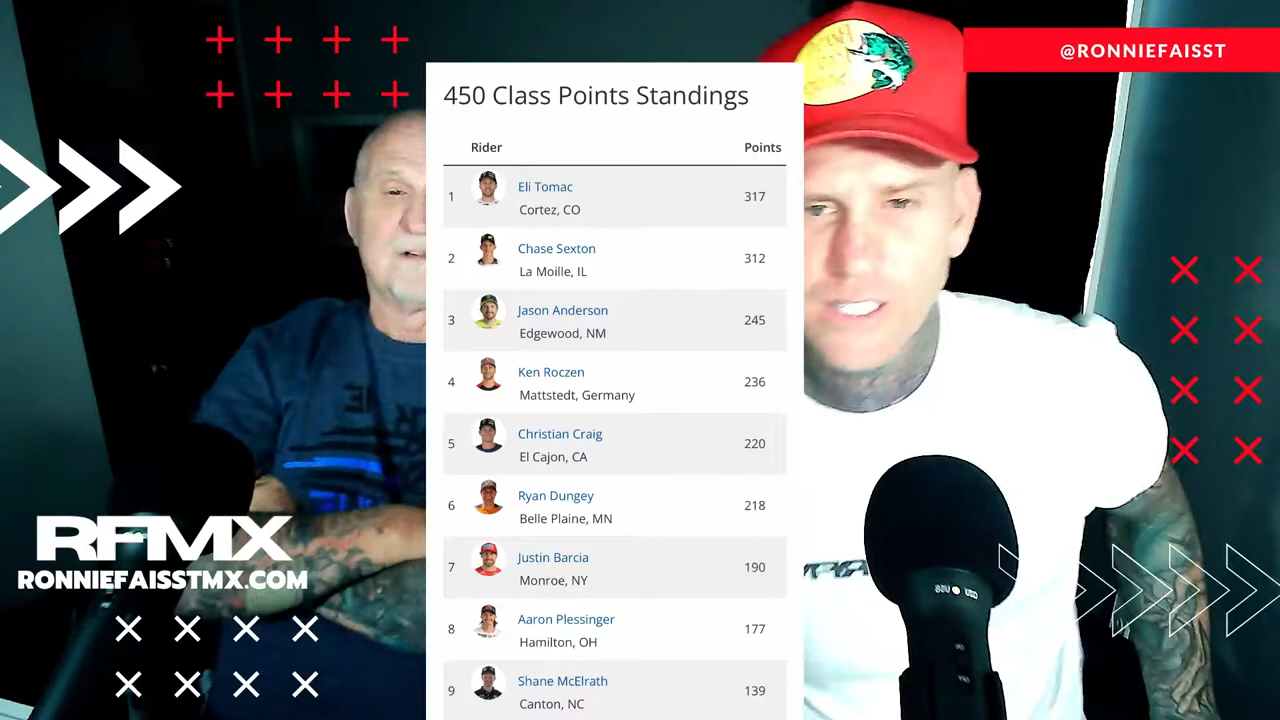 @RONNIEFAISST
450 Class Points Standings
Rider Points
1 Eli Tomac 317
Cortez, CO
2 Chase Sexton 312
La Moille, IL
3 Jason Anderson 245
Edgewood, NM
4 Ken Roczen 236
Mattstedt, Germany
5 Christian Craig 220
El Cajon, CA
6 Ryan Dungey 218
Belle Plaine, MN
7 Justin Barcia 190
Monroe, NY
8 Aaron Plessinger 177
Hamilton, OH
9 Shane McElrath 139
Canton, NC
RFMX
RONNIEFAISSTMX.COM